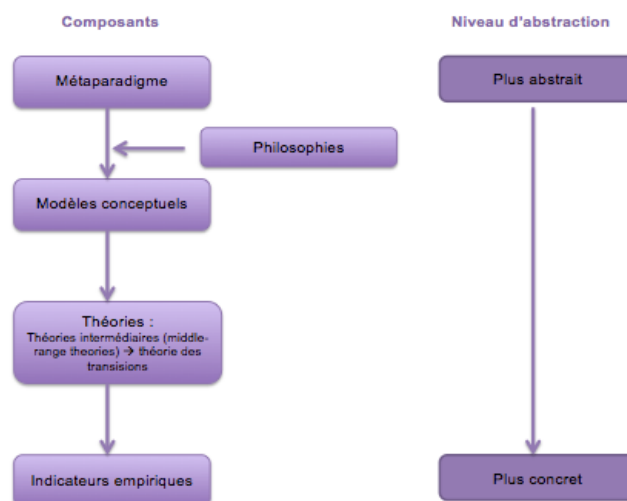 Composants
Niveau d'abstraction
Métaparadigme
Plus abstrait
Philosophies
Modèles conceptuels
Théories :
Théories intermédiaires (middle-
range theories) → théorie des
transisions
Indicateurs empiriques
Plus concret